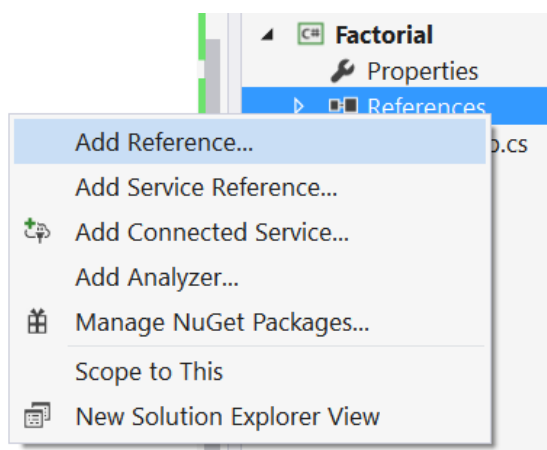 C# Factorial
Properties
References
.cs
Add Reference...
Add Service Reference...
Add Connected Service...
Add Analyzer...
Manage NuGet Packages...
Scope to This
New Solution Explorer View